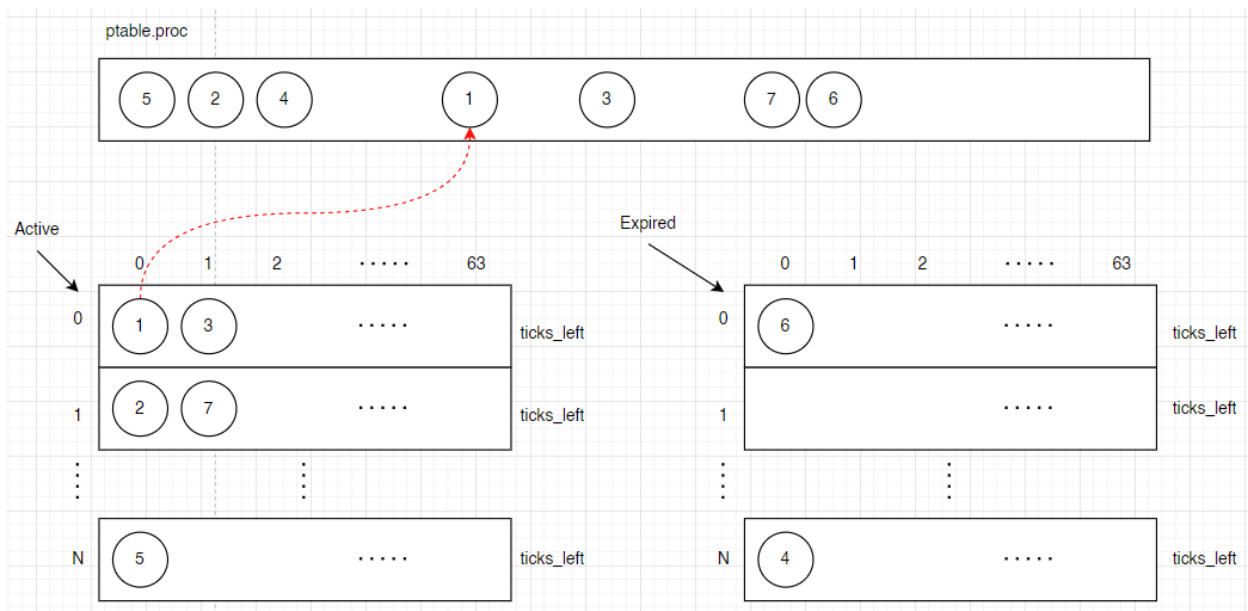 ptable.proc
5 2 4 1 3 7 6
Active
Expired
0 1 2 ..... 63
0 1 2 ..... 63
0 1 3 ..... ticks_left
0 6 ..... ticks_left
1 2 7 ..... ticks_left
1 ..... ticks_left
N 5 ..... ticks_left
N 4 ..... ticks_left